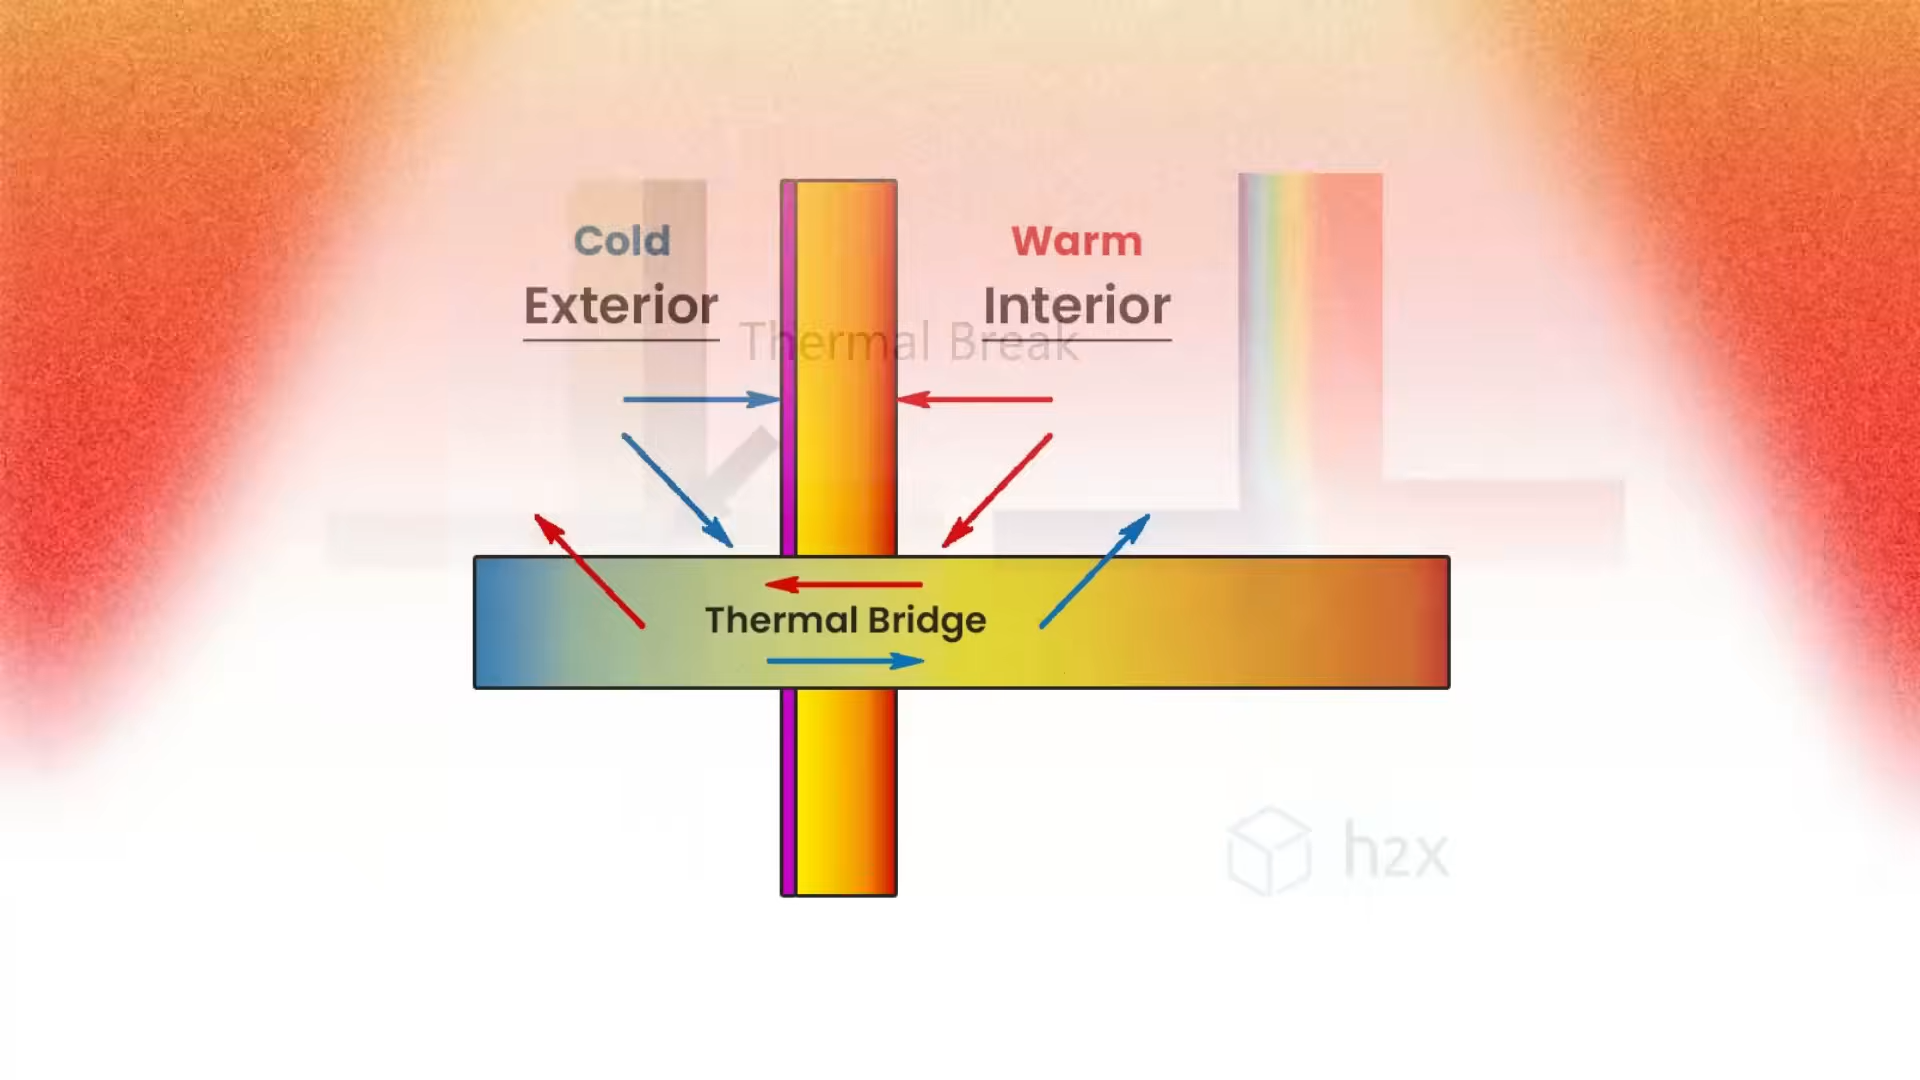 Cold
Exterior
Warm
Interior
Thermal Break
Thermal Bridge
h2x